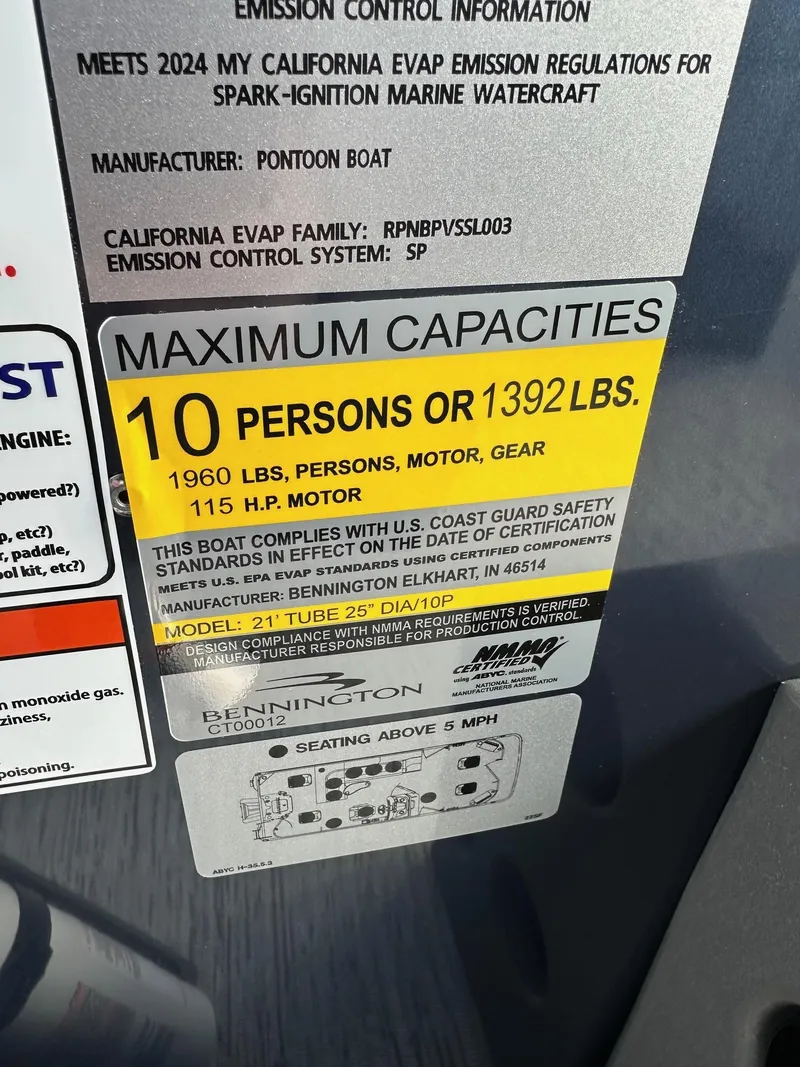 EMISSION CONTROL INFORMATION
MEETS 2024 MY CALIFORNIA EVAP EMISSION REGULATIONS FOR
SPARK-IGNITION MARINE WATERCRAFT
MANUFACTURER: PONTOON BOAT
CALIFORNIA EVAP FAMILY: RPNBPVSSL003
EMISSION CONTROL SYSTEM: SP
ST
NGINE:
powered?)
p, etc?)
r, paddle,
ol kit, etc?)
n monoxide gas.
ziness,
poisoning.
MAXIMUM CAPACITIES
10 PERSONS OR 1392 LBS.
1960 LBS, PERSONS, MOTOR, GEAR
115 H.P. MOTOR
THIS BOAT COMPLIES WITH U.S. COAST GUARD SAFETY
STANDARDS IN EFFECT ON THE DATE OF CERTIFICATION
MEETS U.S. EPA EVAP STANDARDS USING CERTIFIED COMPONENTS
MANUFACTURER: BENNINGTON ELKHART, IN 46514
MODEL: 21' TUBE 25" DIA/10P
DESIGN COMPLIANCE WITH NMMA REQUIREMENTS IS VERIFIED.
MANUFACTURER RESPONSIBLE FOR PRODUCTION CONTROL.
BENNINGTON
CT00012
NMMA
CERTIFIED
using ABYC. standards
NATIONAL MARINE
MANUFACTURERS ASSOCIATION
SEATING ABOVE 5 MPH
ABYC H-35.5.3